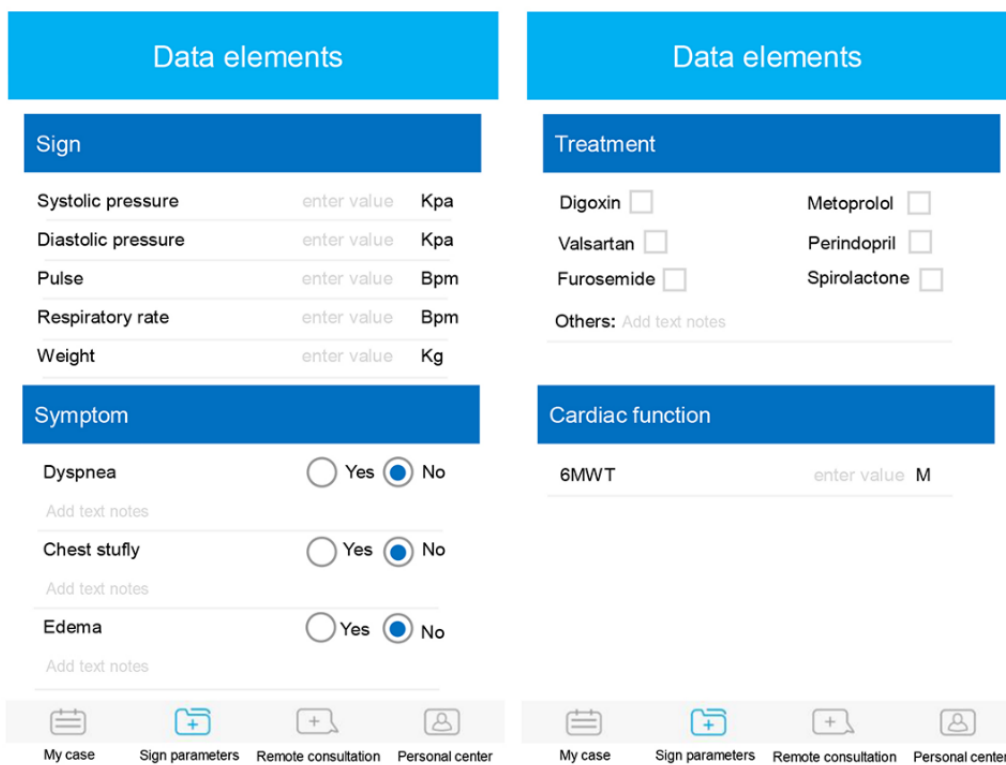 Data elements
Sign
Systolic pressure enter value Kpa
Diastolic pressure enter value Kpa
Pulse enter value Bpm
Respiratory rate enter value Bpm
Weight enter value Kg
Symptom
Dyspnea Yes No
Add text notes
Chest stufly Yes No
Add text notes
Edema Yes No
Add text notes
My case Sign parameters Remote consultation Personal center
Data elements
Treatment
Digoxin Metoprolol
Valsartan Perindopril
Furosemide Spirolactone
Others: Add text notes
Cardiac function
6MWT enter value M
My case Sign parameters Remote consultation Personal center